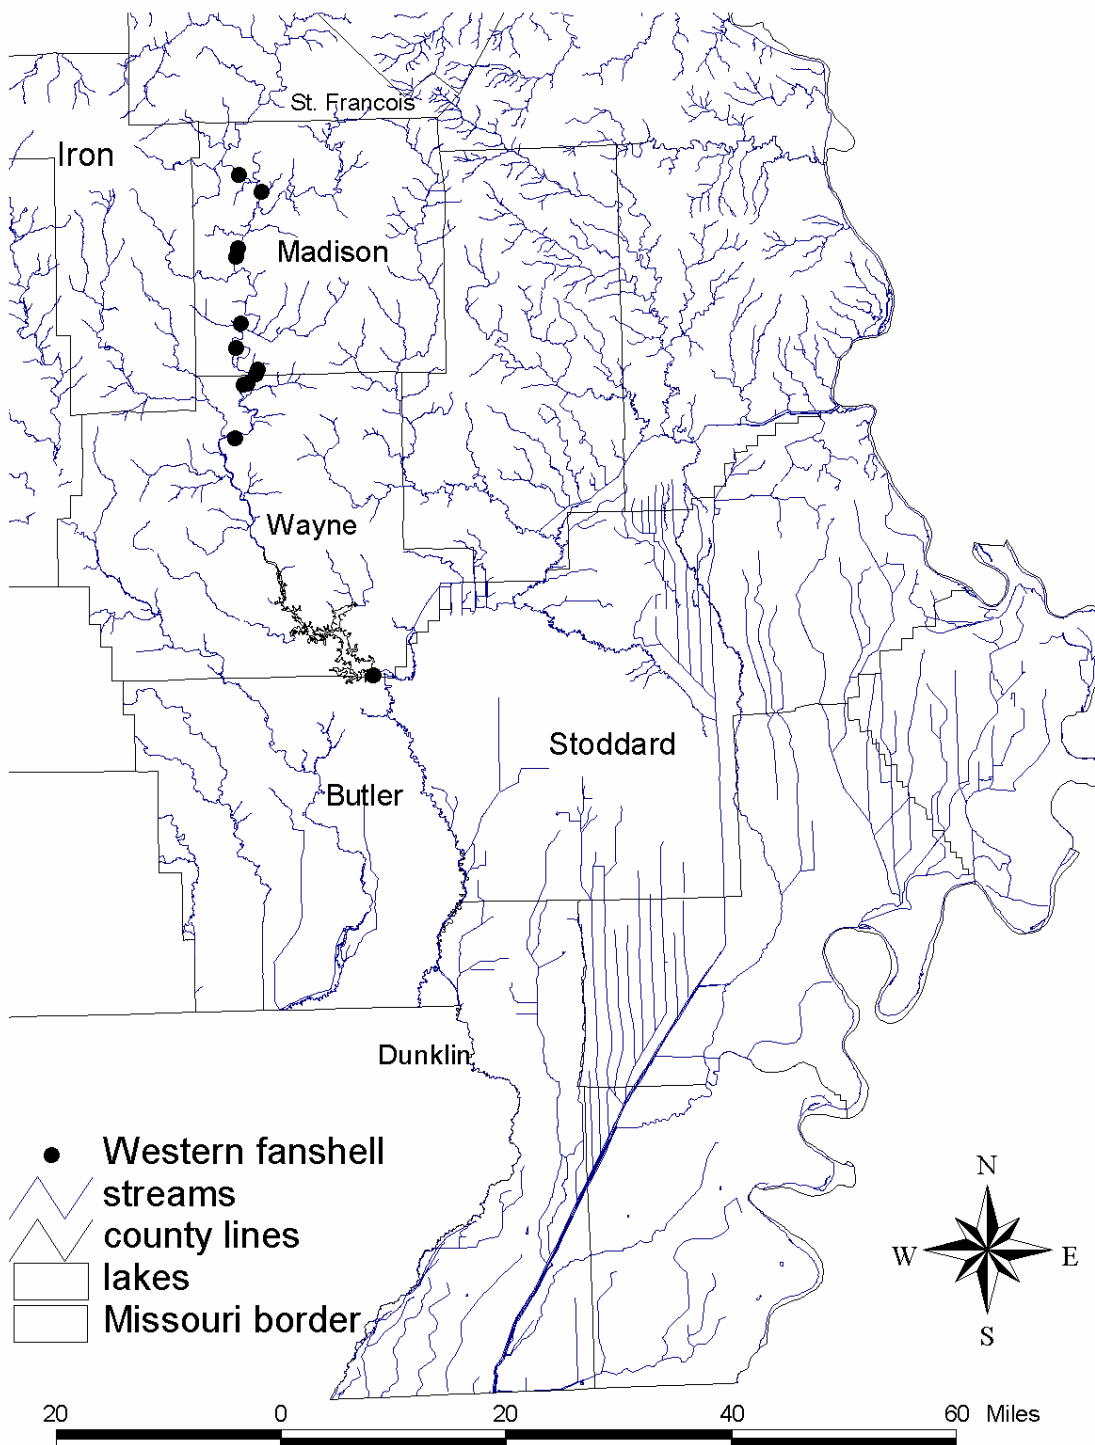 St. Francois
Iron
Madison
Wayne
Stoddard
Butler
Dunklin
Western fanshell
streams
county lines
lakes
Missouri border
N
W E
S
20 0 20 40 60 Miles